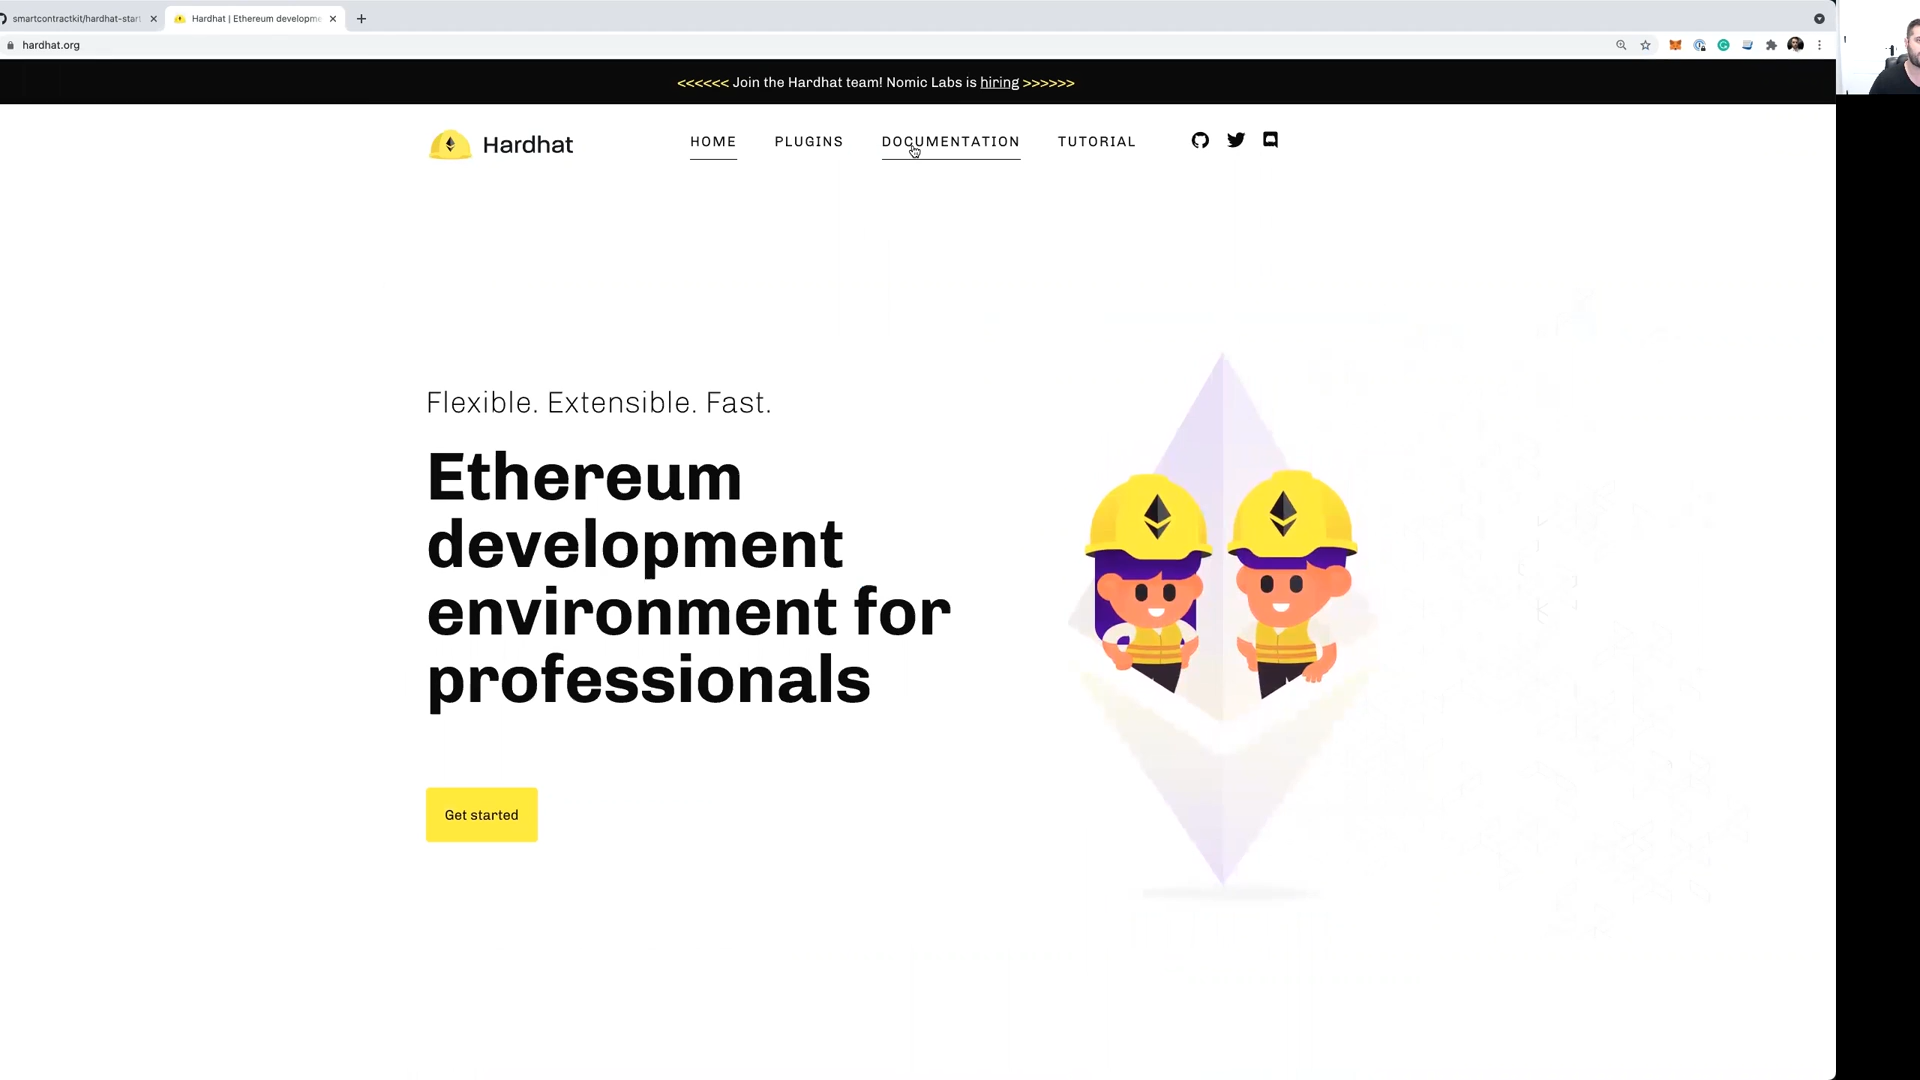 smartcontractkit/hardhat-star
Hardhat | Ethereum developme
hardhat.org
<<<<<< Join the Hardhat team! Nomic Labs is hiring >>>>>>
Hardhat
HOME
PLUGINS
DOCUMENTATION
TUTORIAL
Flexible. Extensible. Fast.
Ethereum
development
environment for
professionals
Get started